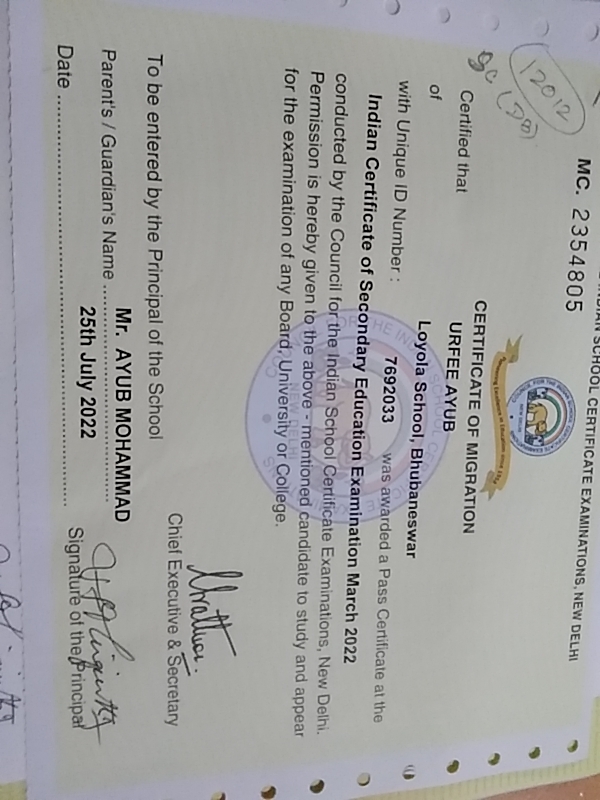 INDIAN SCHOOL CERTIFICATE EXAMINATIONS, NEW DELHI
MC. 2354805
12012
SC (
CERTIFICATE OF MIGRATION
Certified that URFEE AYUB
of Loyola School, Bhubaneswar
with Unique ID Number : 7692033 was awarded a Pass Certificate at the
Indian Certificate of Secondary Education Examination March 2022
conducted by the Council for the Indian School Certificate Examinations, New Delhi.
Permission is hereby given to the above - mentioned candidate to study and appear
for the examination of any Board, University or College.
Chief Executive & Secretary
To be entered by the Principal of the School
Parent's / Guardian's Name Mr. AYUB MOHAMMAD
Date 25th July 2022
Signature of the Principal